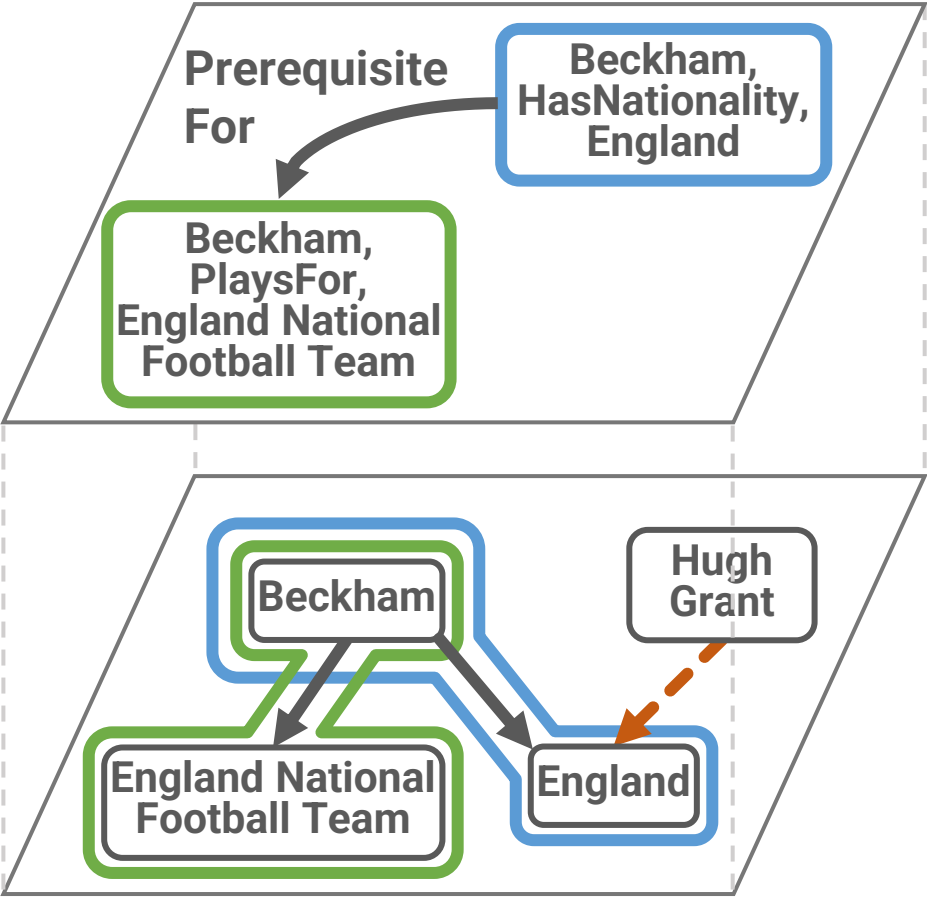 Prerequisite
For
Beckham,
HasNationality,
England
Beckham,
PlaysFor,
England National
Football Team
Beckham
Hugh
Grant
England National
Football Team
England